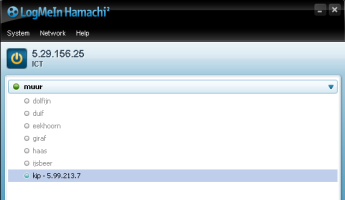 LogMeIn Hamachi²
System Network Help
5.29.156.25
ICT
muur
dolfijn
duif
eekhoorn
giraf
haas
ijsbeer
kip - 5.99.213.7